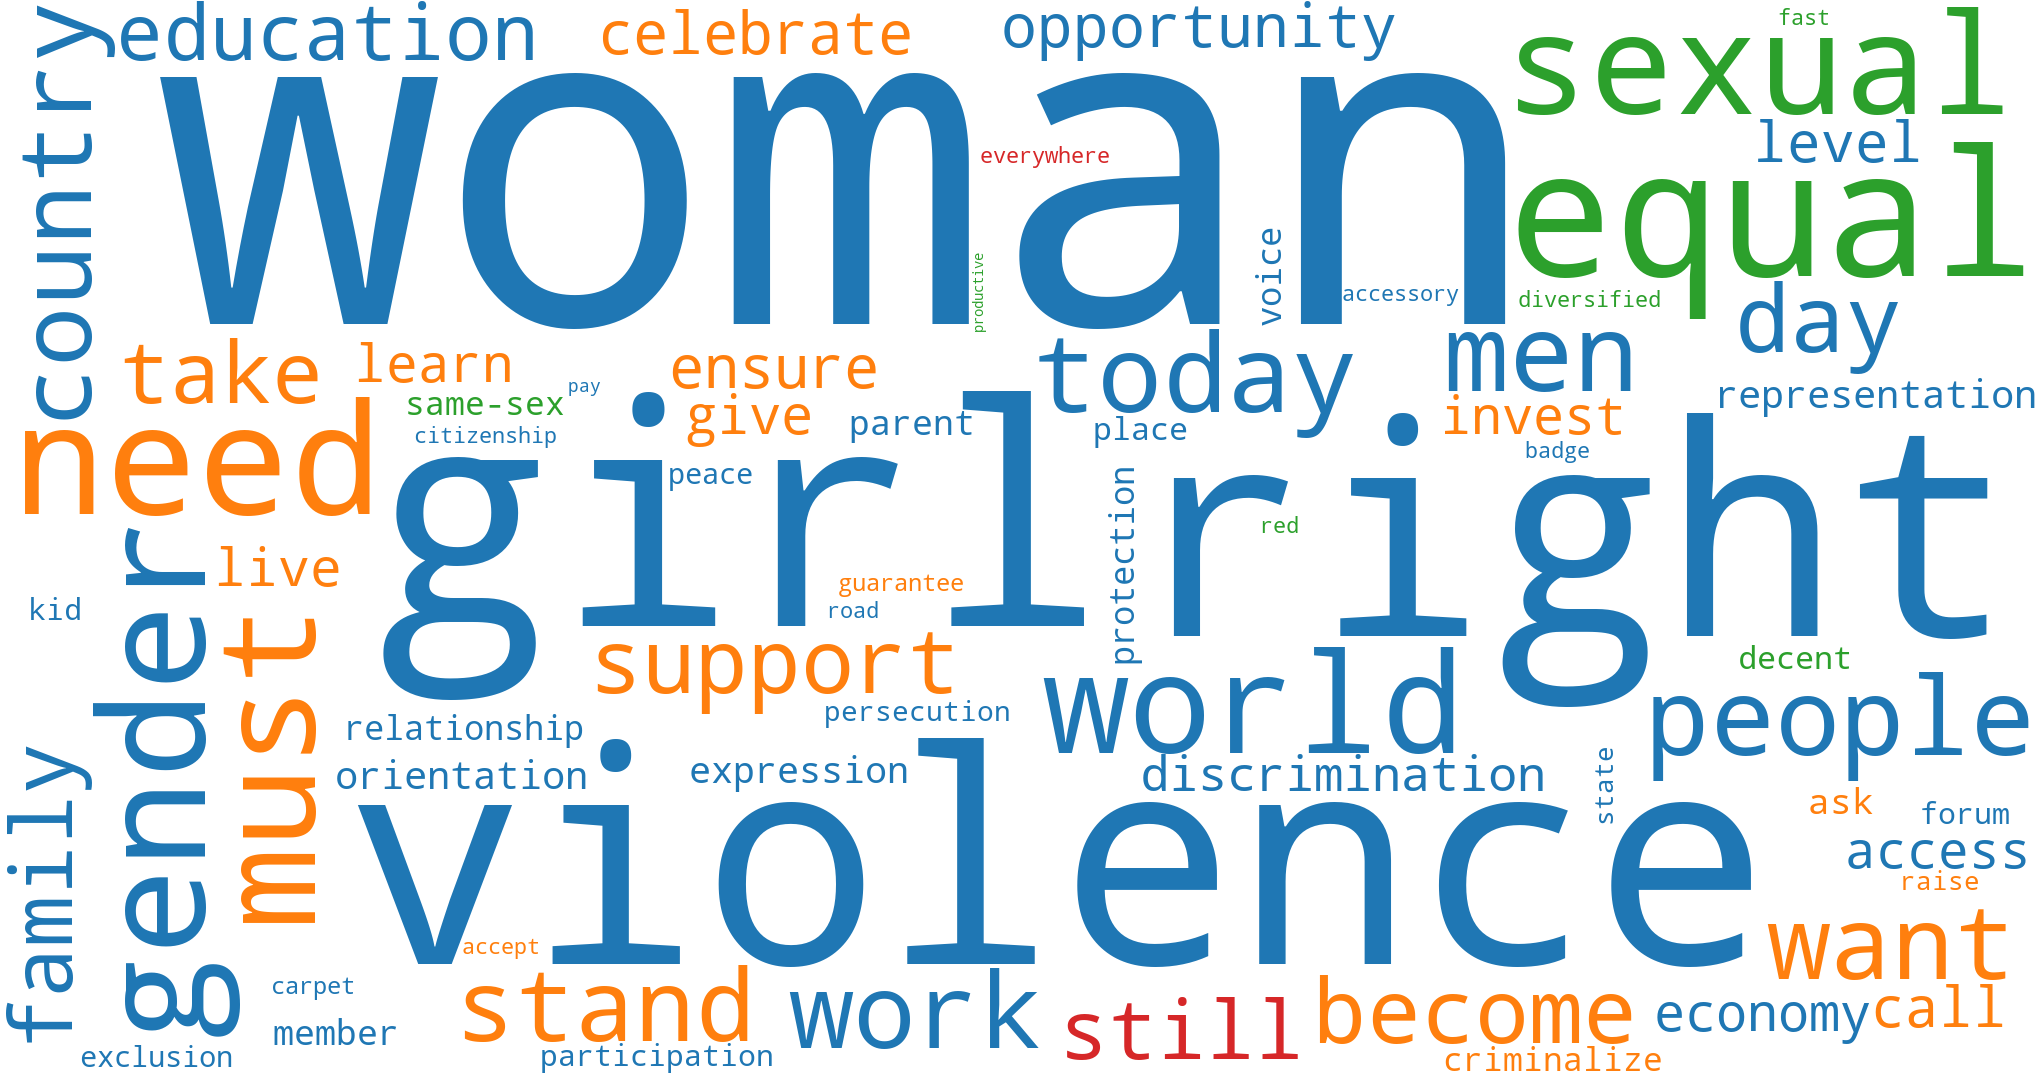 education
celebrate
opportunity
fast
sexual
country
woman
level
everywhere
equal
voice
productive
accessory
diversified
day
take
learn
ensure
today
men
pay
same-sex
give
parent
place
invest
representation
need
citizenship
peace
girl
right
badge
protection
red
live
gender
kid
must
guarantee
road
support
world
decent
people
persecution
relationship
orientation
expression
discrimination
state
family
violence
ask
forum
access
raise
accept
want
carpet
stand
work
still
become
economy
call
member
exclusion
participation
criminalize